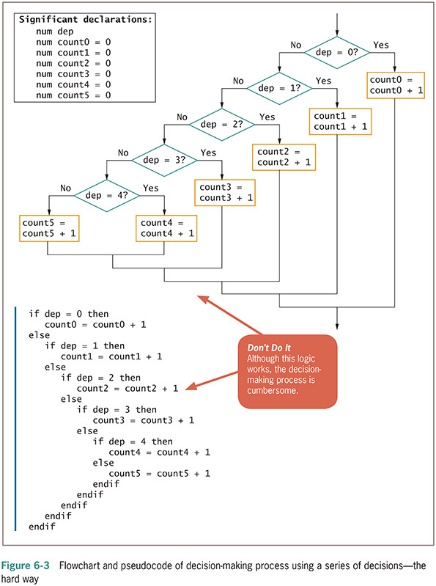 Significant declarations:
num dep
num count0 = 0
num count1 = 0
num count2 = 0
num count3 = 0
num count4 = 0
num count5 = 0
dep = 0?
No
Yes
count0 =
count0 + 1
dep = 1?
No
Yes
count1 =
count1 + 1
dep = 2?
No
Yes
count2 =
count2 + 1
dep = 3?
No
Yes
count3 =
count3 + 1
dep = 4?
No
Yes
count5 =
count5 + 1
count4 =
count4 + 1
if dep = 0 then
count0 = count0 + 1
else
if dep = 1 then
count1 = count1 + 1
else
if dep = 2 then
count2 = count2 + 1
else
if dep = 3 then
count3 = count3 + 1
else
if dep = 4 then
count4 = count4 + 1
else
count5 = count5 + 1
endif
endif
endif
endif
endif
Don't Do It
Although this logic
works, the decision-
making process is
cumbersome.
Figure 6-3 Flowchart and pseudocode of decision-making process using a series of decisions—the
hard way